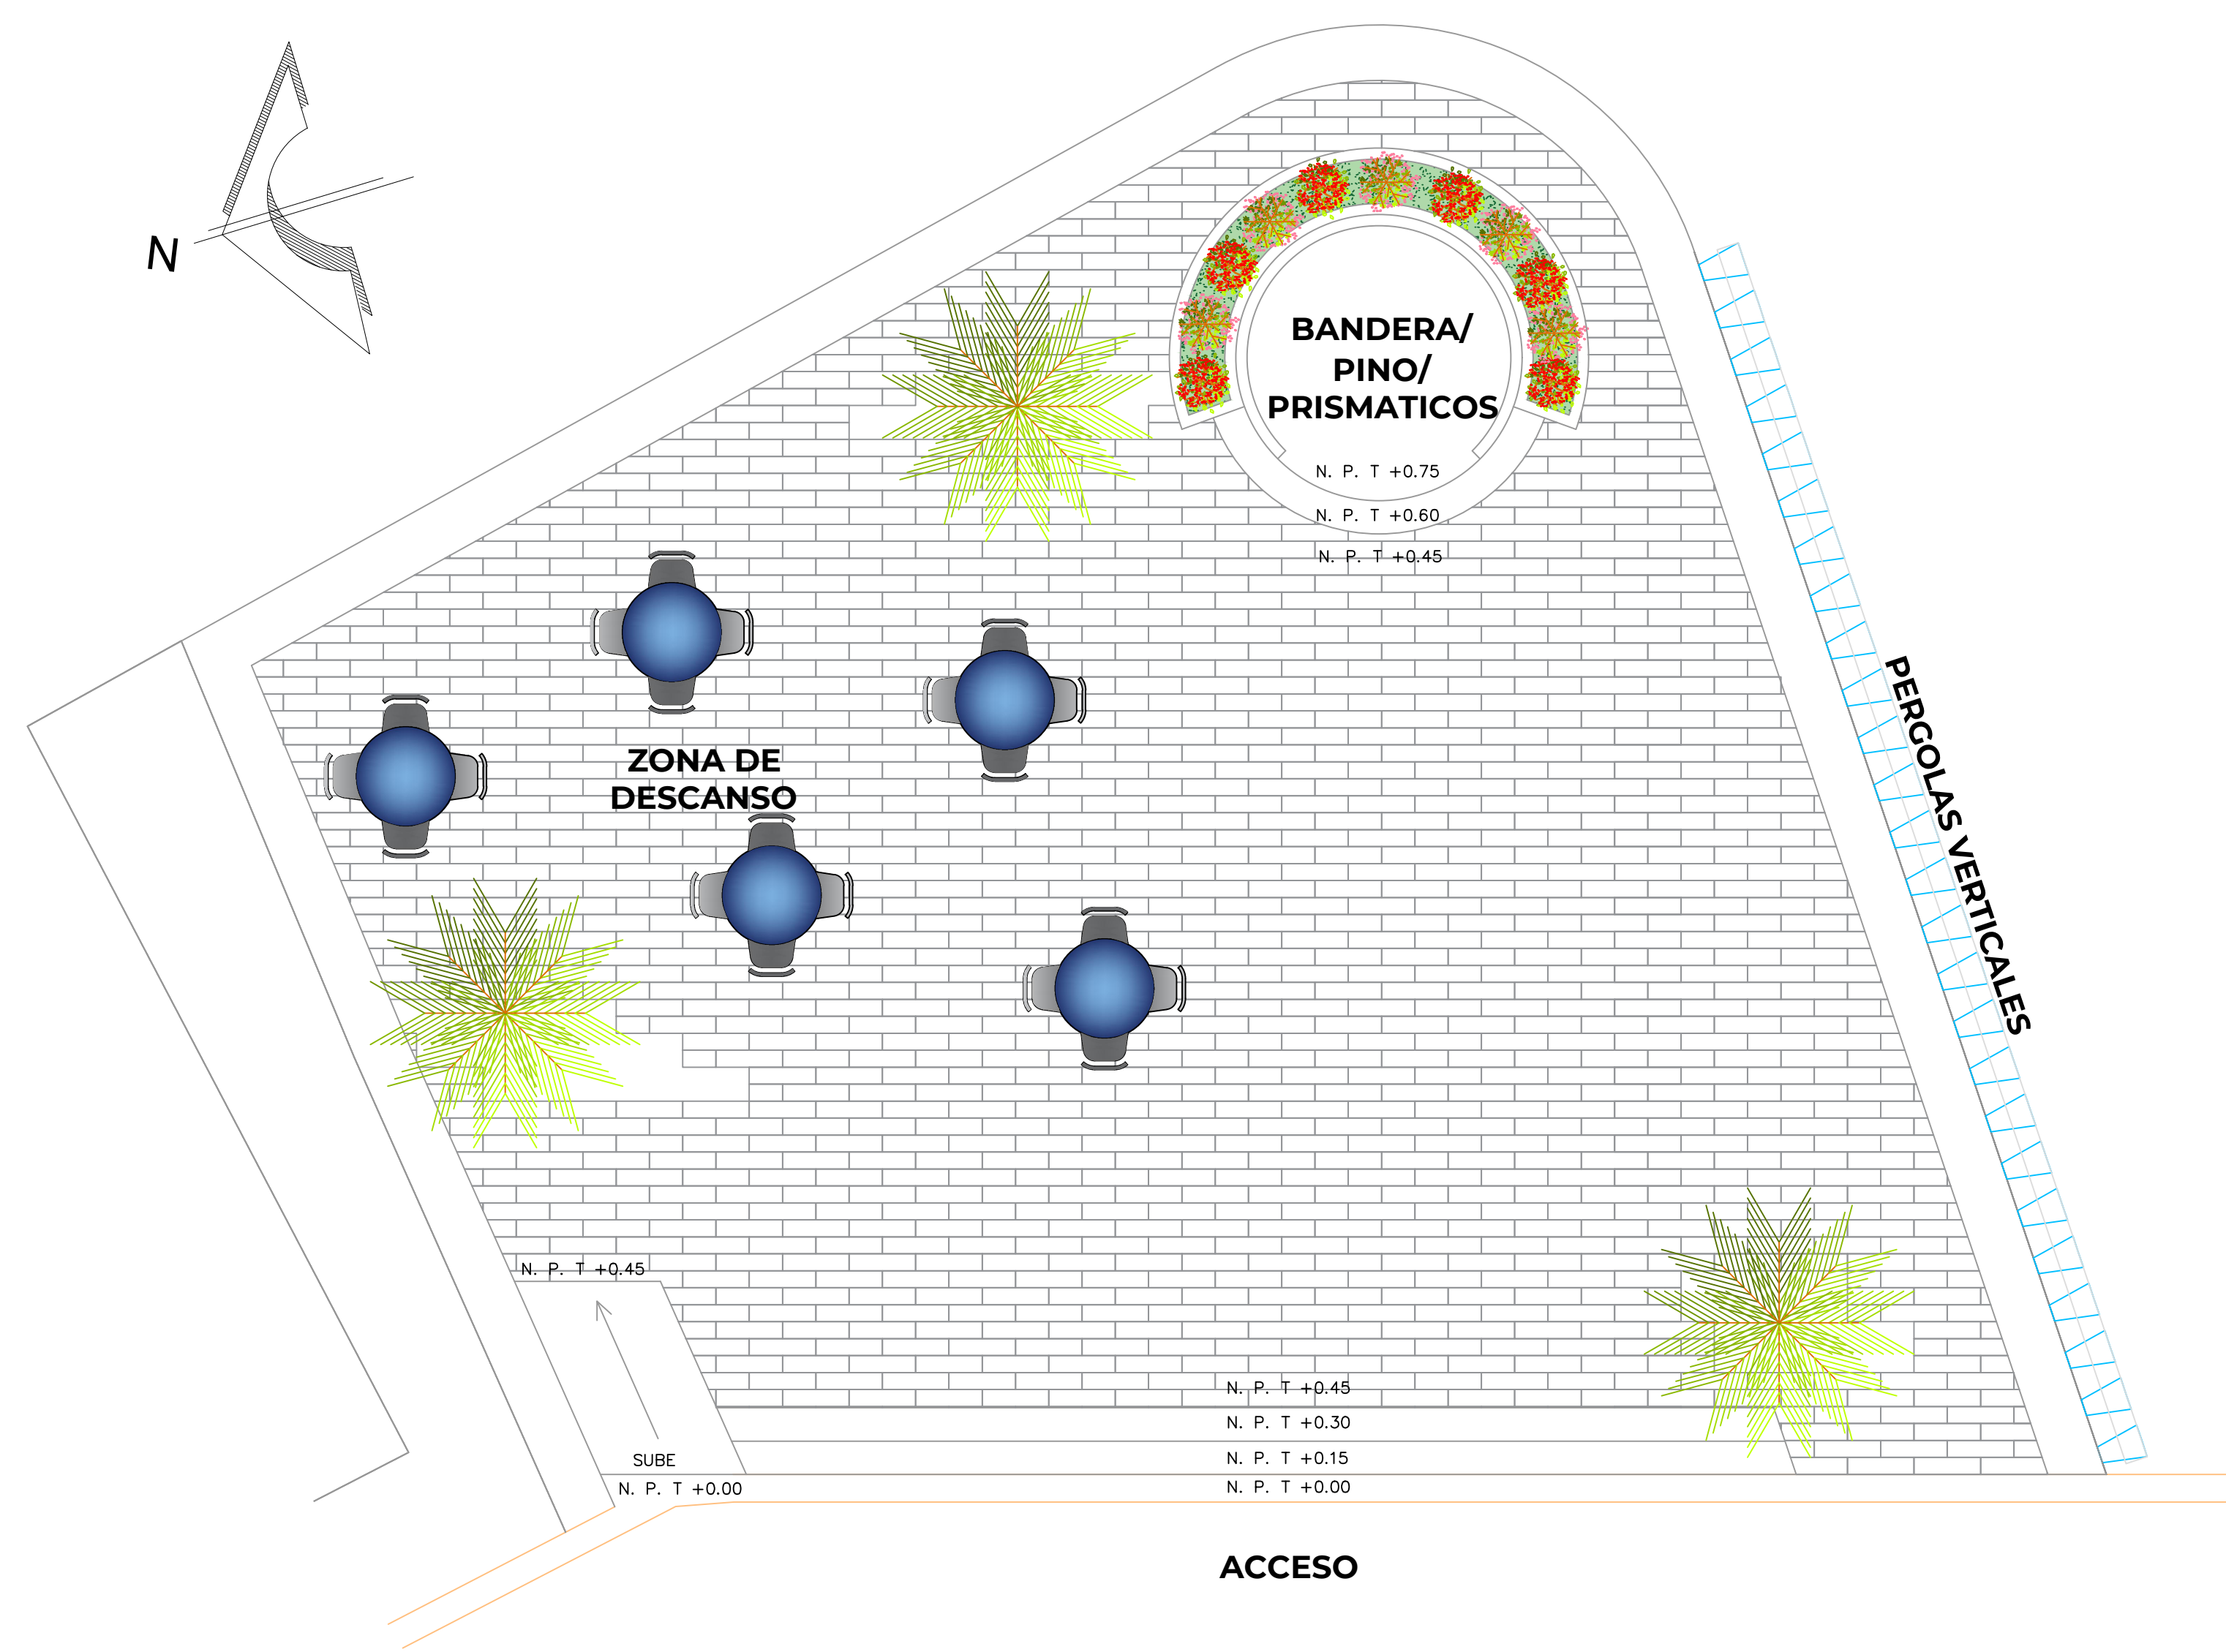 N
BANDERA/
PINO/
PRISMATICOS
N. P. T +0.75
N. P. T +0.60
N. P. T +0.45
PERGOLAS VERTICALES
ZONA DE
DESCANSO
N. P. T +0.45
SUBE
N. P. T +0.00
N. P. T +0.45
N. P. T +0.30
N. P. T +0.15
N. P. T +0.00
ACCESO